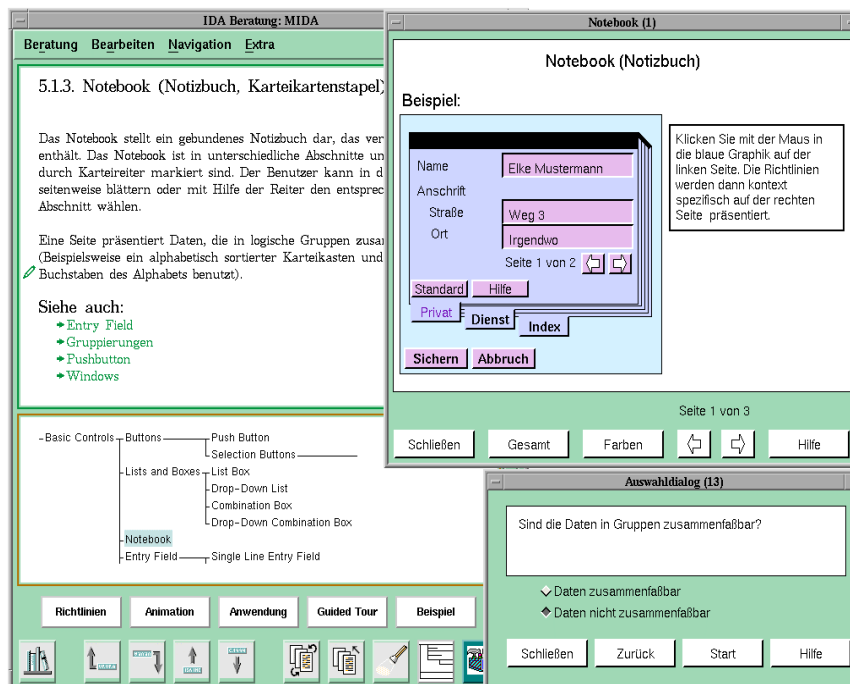 IDA Beratung: MIDA
Beratung Bearbeiten Navigation Extra
5.1.3. Notebook (Notizbuch, Karteikartenstapel)
Das Notebook stellt ein gebundenes Notizbuch dar, das
enthält. Das Notebook ist in unterschiedliche Abschnitte
durch Karteireiter markiert sind. Der Benutzer kann in
seitenweise blättern oder mit Hilfe der Reiter den
Abschnitt wählen.
Eine Seite präsentiert Daten, die in logische Gruppen
(Beispielsweise ein alphabetisch sortierter Karteikasten und
Buchstaben des Alphabets benutzt).
Siehe auch:
Entry Field
Gruppierungen
Pushbutton
Windows
Basic Controls Buttons Push Button
Selection Buttons
Lists and Boxes List Box
Drop-Down List
Combination Box
Drop-Down Combination Box
Notebook
Entry Field Single Line Entry Field
Richtlinien Animation Anwendung Guided Tour Beispiel
Notebook (1)
Notebook (Notizbuch)
Beispiel:
Name Elke Mustermann
Anschrift
Straße Weg 3
Ort Irgendwo
Seite 1 von 2
Standard Hilfe
Privat Dienst Index
Sichern Abbruch
Klicken Sie mit der Maus in
die blaue Graphik auf der
linken Seite. Die Richtlinien
werden dann kontext
spezifisch auf der rechten
Seite präsentiert.
Seite 1 von 3
Schließen Gesamt Farben Hilfe
Auswahldialog (13)
Sind die Daten in Gruppen zusammenfaßbar?
Daten zusammenfaßbar
Daten nicht zusammenfaßbar
Schließen Zurück Start Hilfe